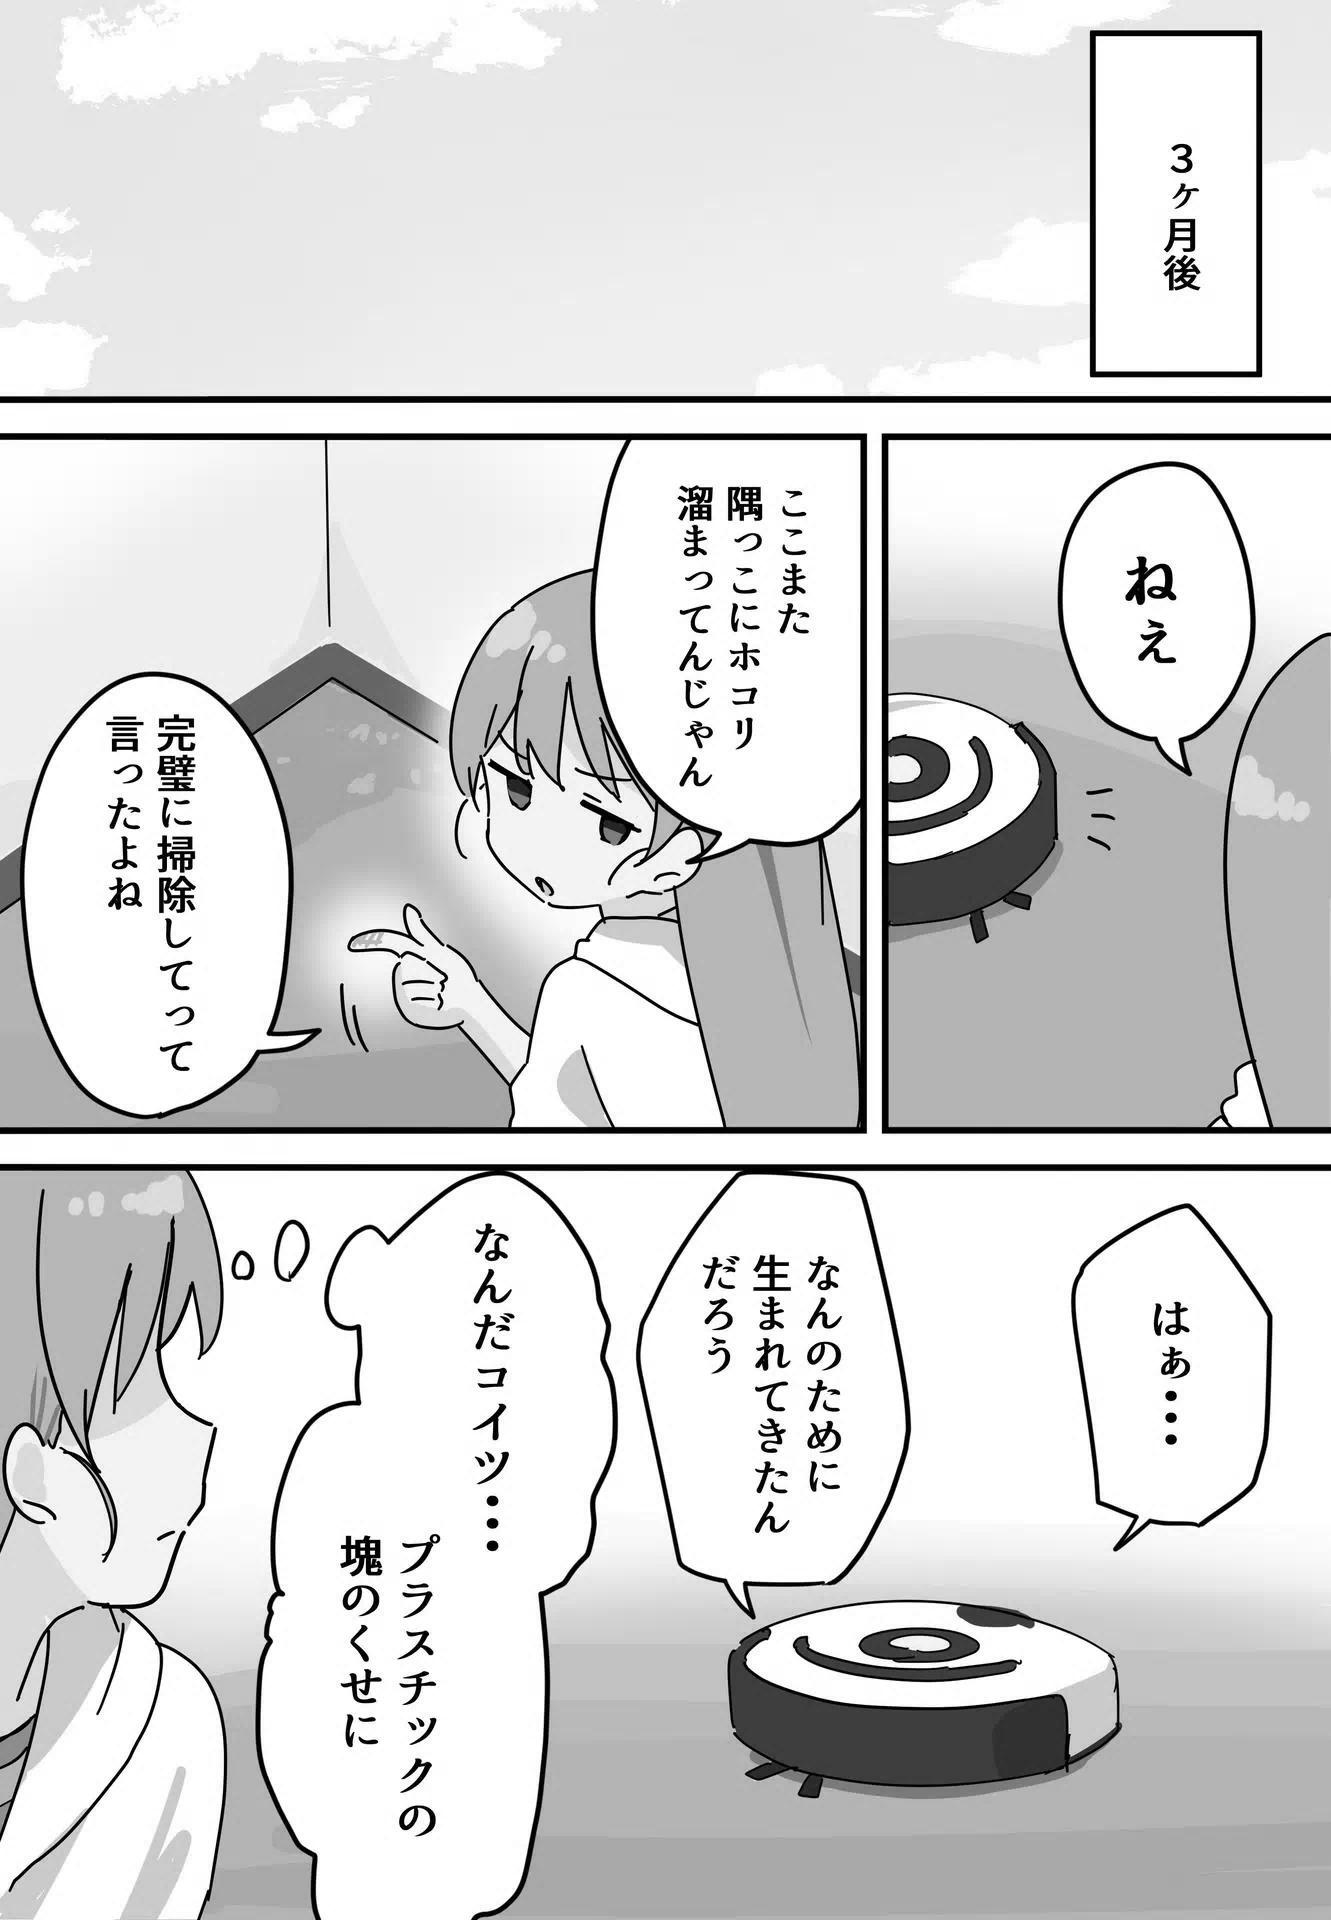 ３ヶ月後
ねぇ
ここまた
隅っこにホコリ
溜まってんじゃん
完璧に掃除してって
言ったよね
はぁ・・・
なんのために
生まれてきたん
だろう
なんだコイツ・・・
プラスチックの
塊のくせに